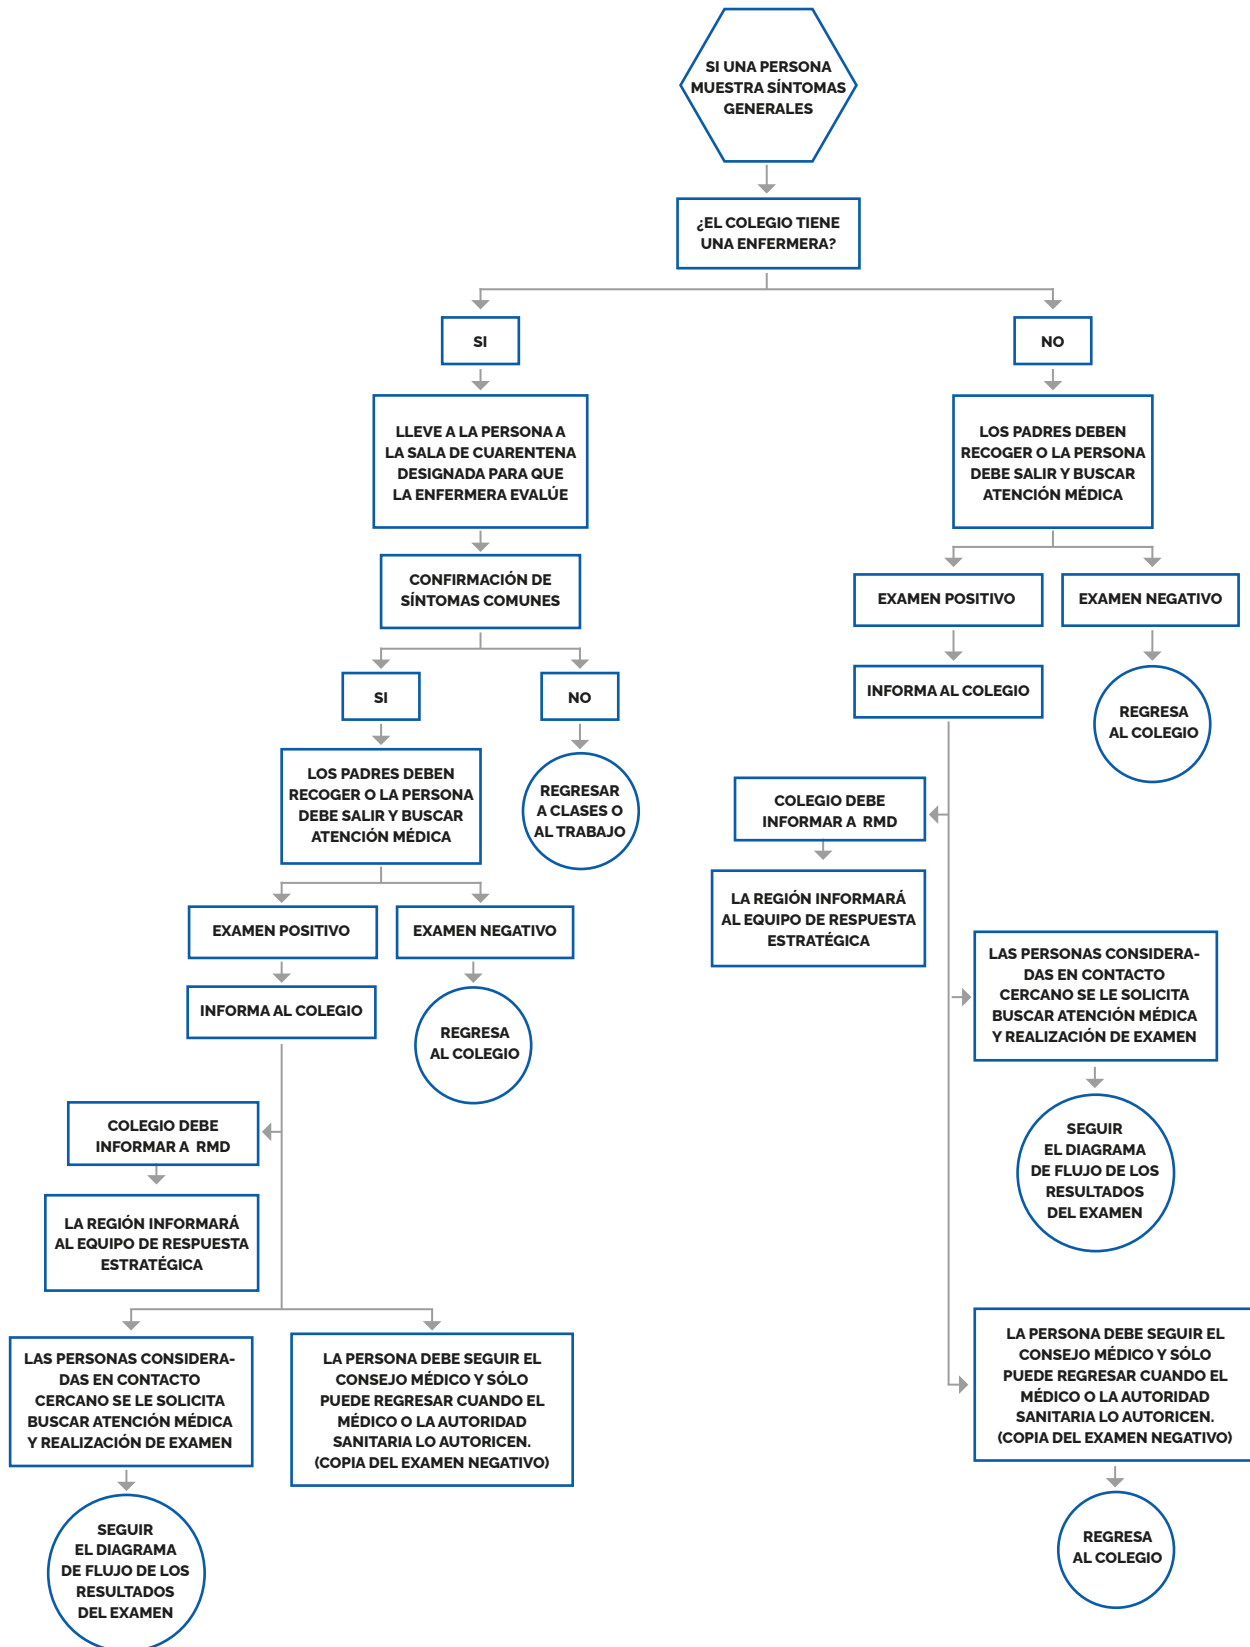 SI UNA PERSONA
MUESTRA SÍNTOMAS
GENERALES
¿EL COLEGIO TIENE
UNA ENFERMERA?
SI
LLEVE A LA PERSONA A
LA SALA DE CUARENTENA
DESIGNADA PARA QUE
LA ENFERMERA EVALÚE
CONFIRMACIÓN DE
SÍNTOMAS COMUNES
SI
NO
LOS PADRES DEBEN
RECOGER O LA PERSONA
DEBE SALIR Y BUSCAR
ATENCIÓN MÉDICA
REGRESAR
A CLASES O
AL TRABAJO
EXAMEN POSITIVO
EXAMEN NEGATIVO
INFORMA AL COLEGIO
REGRESA
AL COLEGIO
COLEGIO DEBE
INFORMAR A RMD
LA REGIÓN INFORMARÁ
AL EQUIPO DE RESPUESTA
ESTRATÉGICA
LAS PERSONAS CONSIDERA-
DAS EN CONTACTO
CERCANO SE LE SOLICITA
BUSCAR ATENCIÓN MÉDICA
Y REALIZACIÓN DE EXAMEN
LA PERSONA DEBE SEGUIR EL
CONSEJO MÉDICO Y SÓLO
PUEDE REGRESAR CUANDO EL
MÉDICO O LA AUTORIDAD
SANITARIA LO AUTORICEN.
(COPIA DEL EXAMEN NEGATIVO)
SEGUIR
EL DIAGRAMA
DE FLUJO DE LOS
RESULTADOS
DEL EXAMEN
NO
LOS PADRES DEBEN
RECOGER O LA PERSONA
DEBE SALIR Y BUSCAR
ATENCIÓN MÉDICA
EXAMEN POSITIVO
EXAMEN NEGATIVO
INFORMA AL COLEGIO
REGRESA
AL COLEGIO
COLEGIO DEBE
INFORMAR A RMD
LA REGIÓN INFORMARÁ
AL EQUIPO DE RESPUESTA
ESTRATÉGICA
LAS PERSONAS CONSIDERA-
DAS EN CONTACTO
CERCANO SE LE SOLICITA
BUSCAR ATENCIÓN MÉDICA
Y REALIZACIÓN DE EXAMEN
SEGUIR
EL DIAGRAMA
DE FLUJO DE LOS
RESULTADOS
DEL EXAMEN
LA PERSONA DEBE SEGUIR EL
CONSEJO MÉDICO Y SÓLO
PUEDE REGRESAR CUANDO EL
MÉDICO O LA AUTORIDAD
SANITARIA LO AUTORICEN.
(COPIA DEL EXAMEN NEGATIVO)
REGRESA
AL COLEGIO